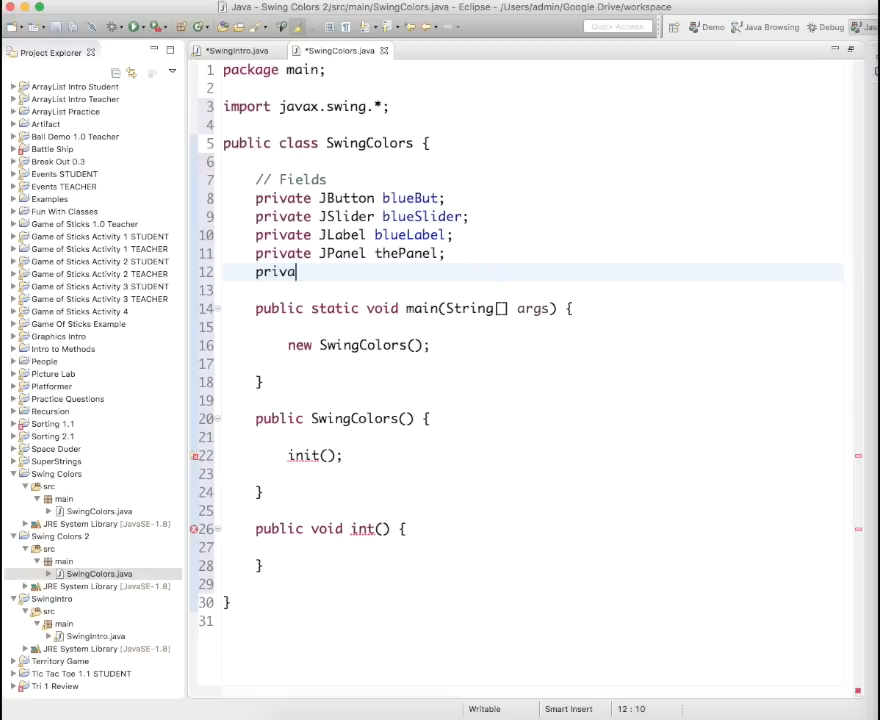 Java - Swing Colors 2/src/main/SwingColors.java - Eclipse - /Users/admin/Google Drive/workspace
Quick Access
Demo
Java Browsing
Debug
Java
Project Explorer
*SwingIntro.java
*SwingColors.java
ArrayList Intro Student
ArrayList Intro Teacher
ArrayList Practice
Artifact
Ball Demo 1.0 Teacher
Battle Ship
Break Out 0.3
Events STUDENT
Events TEACHER
Examples
Fun With Classes
Game of Sticks 1.0 Teacher
Game of Sticks Activity 1 STUDENT
Game of Sticks Activity 1 TEACHER
Game of Sticks Activity 2 STUDENT
Game of Sticks Activity 2 TEACHER
Game of Sticks Activity 3 STUDENT
Game of Sticks Activity 3 TEACHER
Game of Sticks Activity 4
Game Of Sticks Example
Graphics Intro
Intro to Methods
People
Picture Lab
Platformer
Practice Questions
Recursion
Sorting 1.1
Sorting 2.1
Space Duder
SuperStrings
Swing Colors
src
main
SwingColors.java
JRE System Library [JavaSE-1.8]
Swing Colors 2
src
main
SwingColors.java
JRE System Library [JavaSE-1.8]
SwingIntro
src
main
SwingIntro.java
JRE System Library [JavaSE-1.8]
Territory Game
Tic Tac Toe 1.1 STUDENT
Tri 1 Review
1 package main;
2
3 import javax.swing.*;
4
5 public class SwingColors {
6
7 // Fields
8 private JButton blueBut;
9 private JSlider blueSlider;
10 private JLabel blueLabel;
11 private JPanel thePanel;
12 priva
13
14 public static void main(String[] args) {
15
16 new SwingColors();
17
18 }
19
20 public SwingColors() {
21
22 init();
23
24 }
25
26 public void int() {
27
28 }
29
30 }
31
Writable
Smart Insert
12 : 10